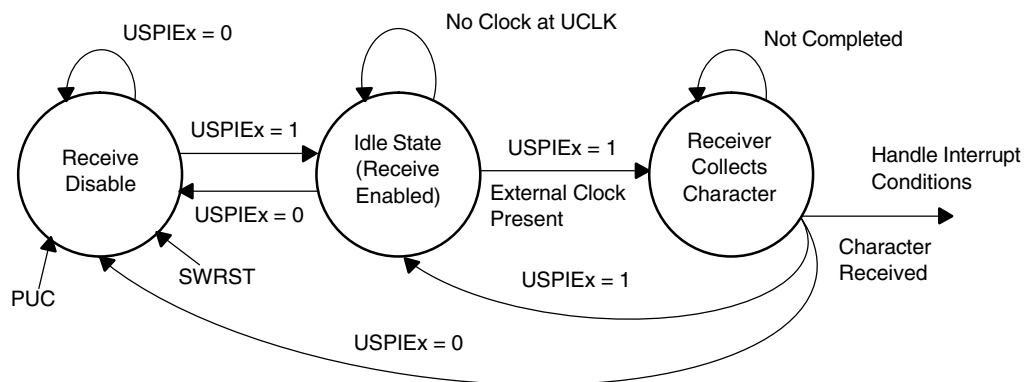 No Clock at UCLK
USPIEx = 0
Not Completed
USPIEx = 1
Receive
Disable
Idle State
(Receive
Enabled)
USPIEx = 1
Receiver
Collects
Character
Handle Interrupt
Conditions
USPIEx = 0
External Clock
Present
Character
Received
SWRST
PUC
USPIEx = 1
USPIEx = 0